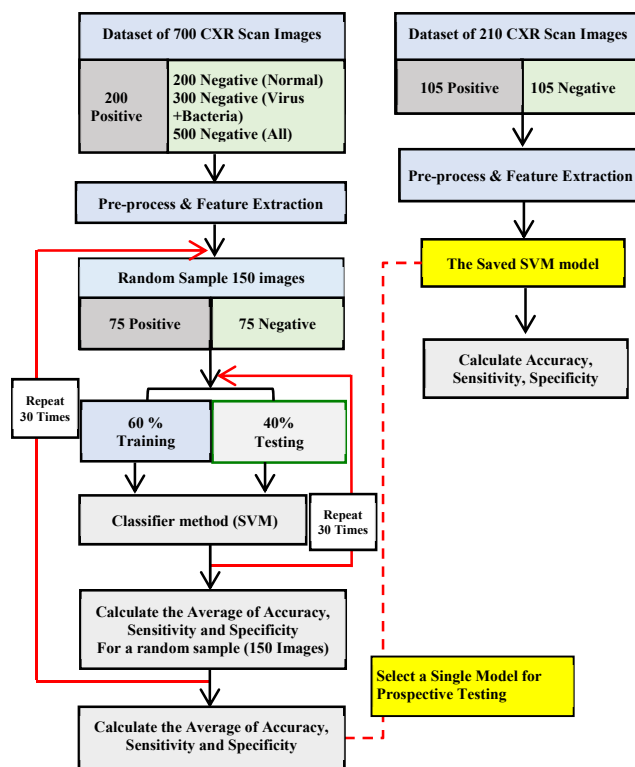 Dataset of 700 CXR Scan Images
200
Positive
200 Negative (Normal)
300 Negative (Virus
+Bacteria)
500 Negative (All)
Pre-process & Feature Extraction
Random Sample 150 images
75 Positive
75 Negative
Repeat
30 Times
60 %
Training
40%
Testing
Classifier method (SVM)
Repeat
30 Times
Calculate the Average of Accuracy,
Sensitivity and Specificity
For a random sample (150 Images)
Calculate the Average of Accuracy,
Sensitivity and Specificity
Dataset of 210 CXR Scan Images
105 Positive
105 Negative
Pre-process & Feature Extraction
The Saved SVM model
Calculate Accuracy,
Sensitivity, Specificity
Select a Single Model for
Prospective Testing